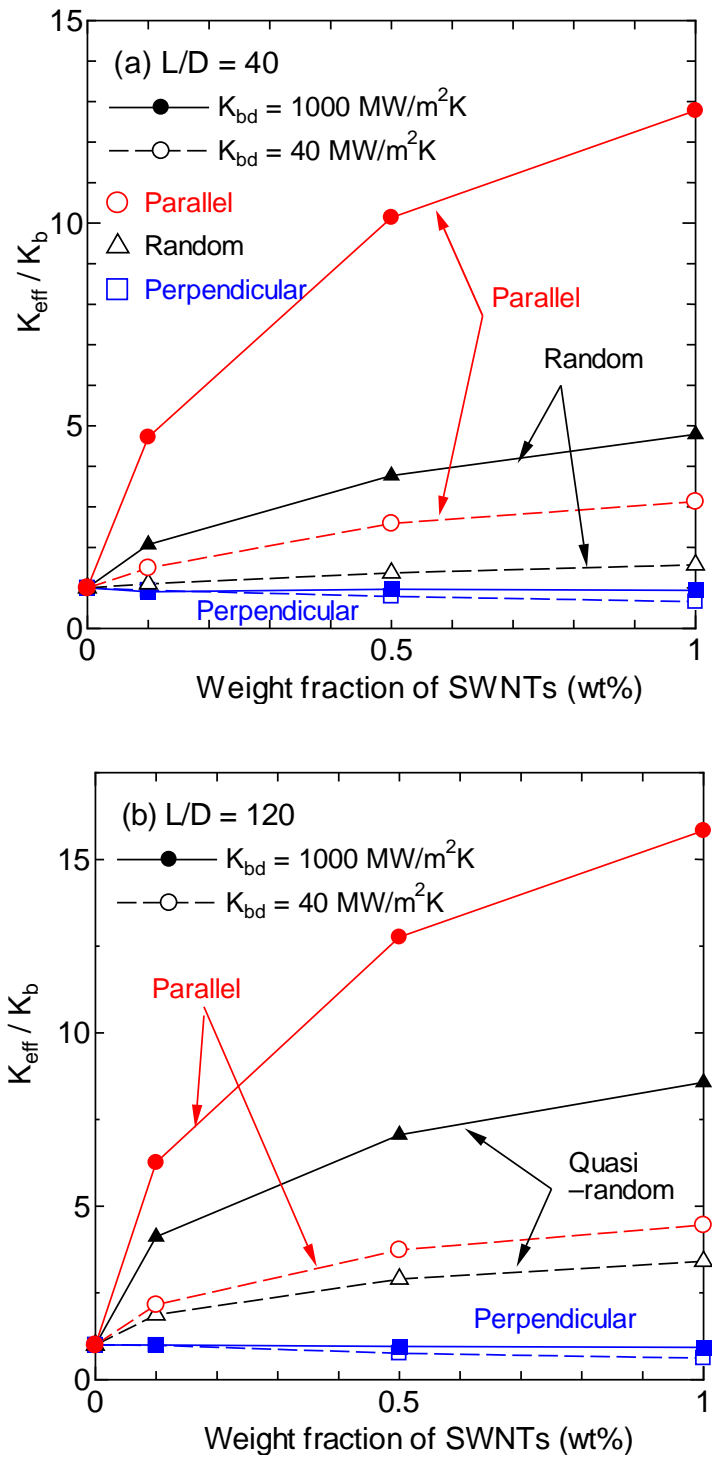 15
(a) L/D = 40
K_bd = 1000 MW/m²K
K_bd = 40 MW/m²K
10
Parallel
Random
Perpendicular
K_eff / K_b
Parallel
Random
5
Perpendicular
0
0
0.5
1
Weight fraction of SWNTs (wt%)
(b) L/D = 120
K_bd = 1000 MW/m²K
K_bd = 40 MW/m²K
15
Parallel
K_eff / K_b
10
Quasi
–random
5
Perpendicular
0
0
0.5
1
Weight fraction of SWNTs (wt%)